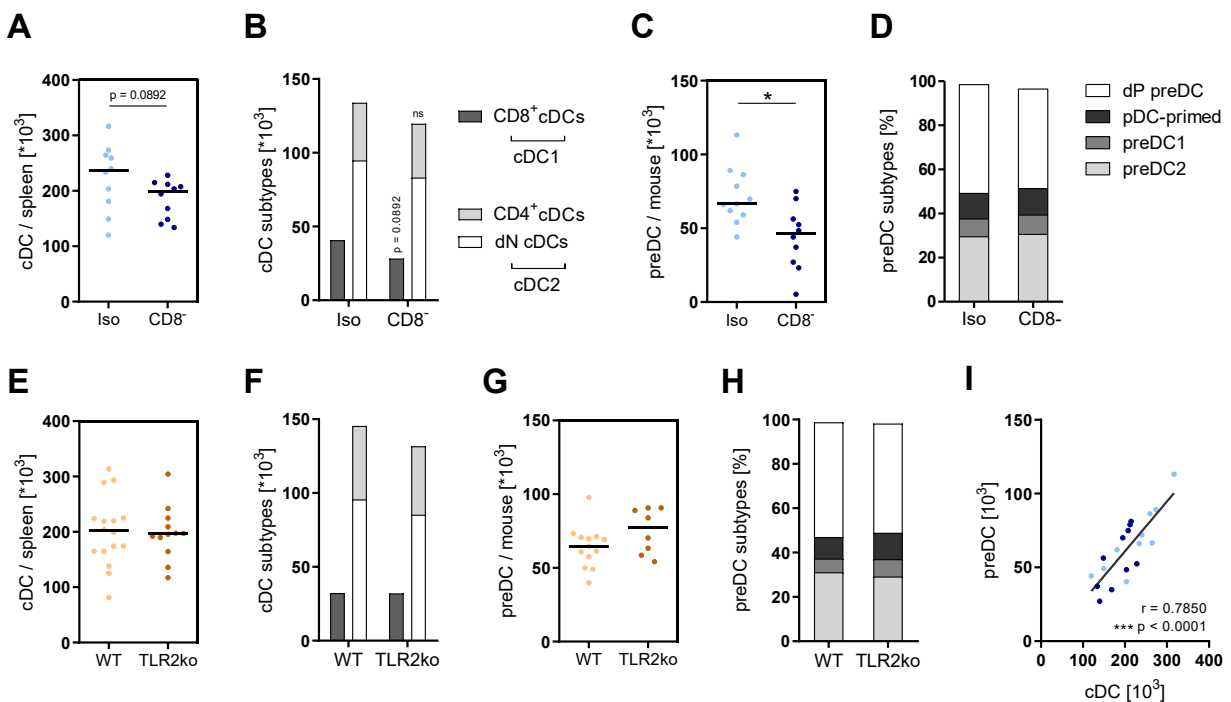 A
cDC / spleen [*10³]
400
300
200
100
0
p = 0.0892
Iso
CD8⁻
B
cDC subtypes [*10³]
150
100
50
0
p = 0.0892
ns
Iso
CD8⁻
CD8⁺cDCs
cDC1
CD4⁺cDCs
dN cDCs
cDC2
C
preDC / mouse [*10³]
150
100
50
0
*
Iso
CD8⁻
D
preDC subtypes [%]
100
80
60
40
20
0
Iso
CD8-
dP preDC
pDC-primed
preDC1
preDC2
E
cDC / spleen [*10³]
400
300
200
100
0
WT
TLR2ko
F
cDC subtypes [*10³]
150
100
50
0
WT
TLR2ko
G
preDC / mouse [*10³]
150
100
50
0
WT
TLR2ko
H
preDC subtypes [%]
100
80
60
40
20
0
WT
TLR2ko
I
preDC [10³]
150
100
50
0
r = 0.7850
*** p < 0.0001
0
100
200
300
400
cDC [10³]